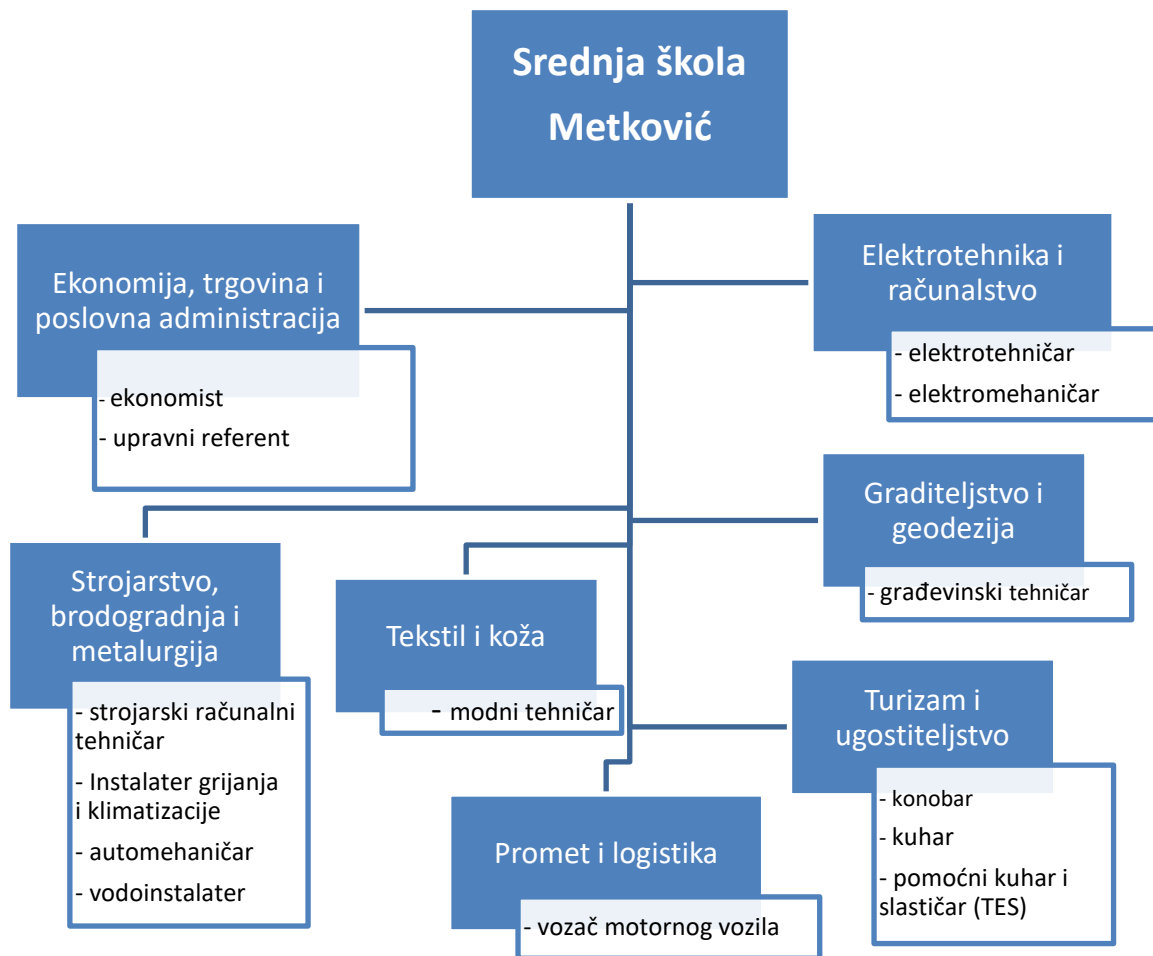 Srednja škola
Metković
Ekonomija, trgovina i
poslovna administracija
- ekonomist
- upravni referent
Elektrotehnika i
računalstvo
- elektrotehničar
- elektromehaničar
Graditeljstvo i
geodezija
- građevinski tehničar
Strojarstvo,
brodogradnja i
metalurgija
- strojarski računalni
tehničar
- Instalater grijanja
i klimatizacije
- automehaničar
- vodoinstalater
Tekstil i koža
- modni tehničar
Turizam i
ugostiteljstvo
- konobar
- kuhar
- pomoćni kuhar i
slastičar (TES)
Promet i logistika
- vozač motornog vozila